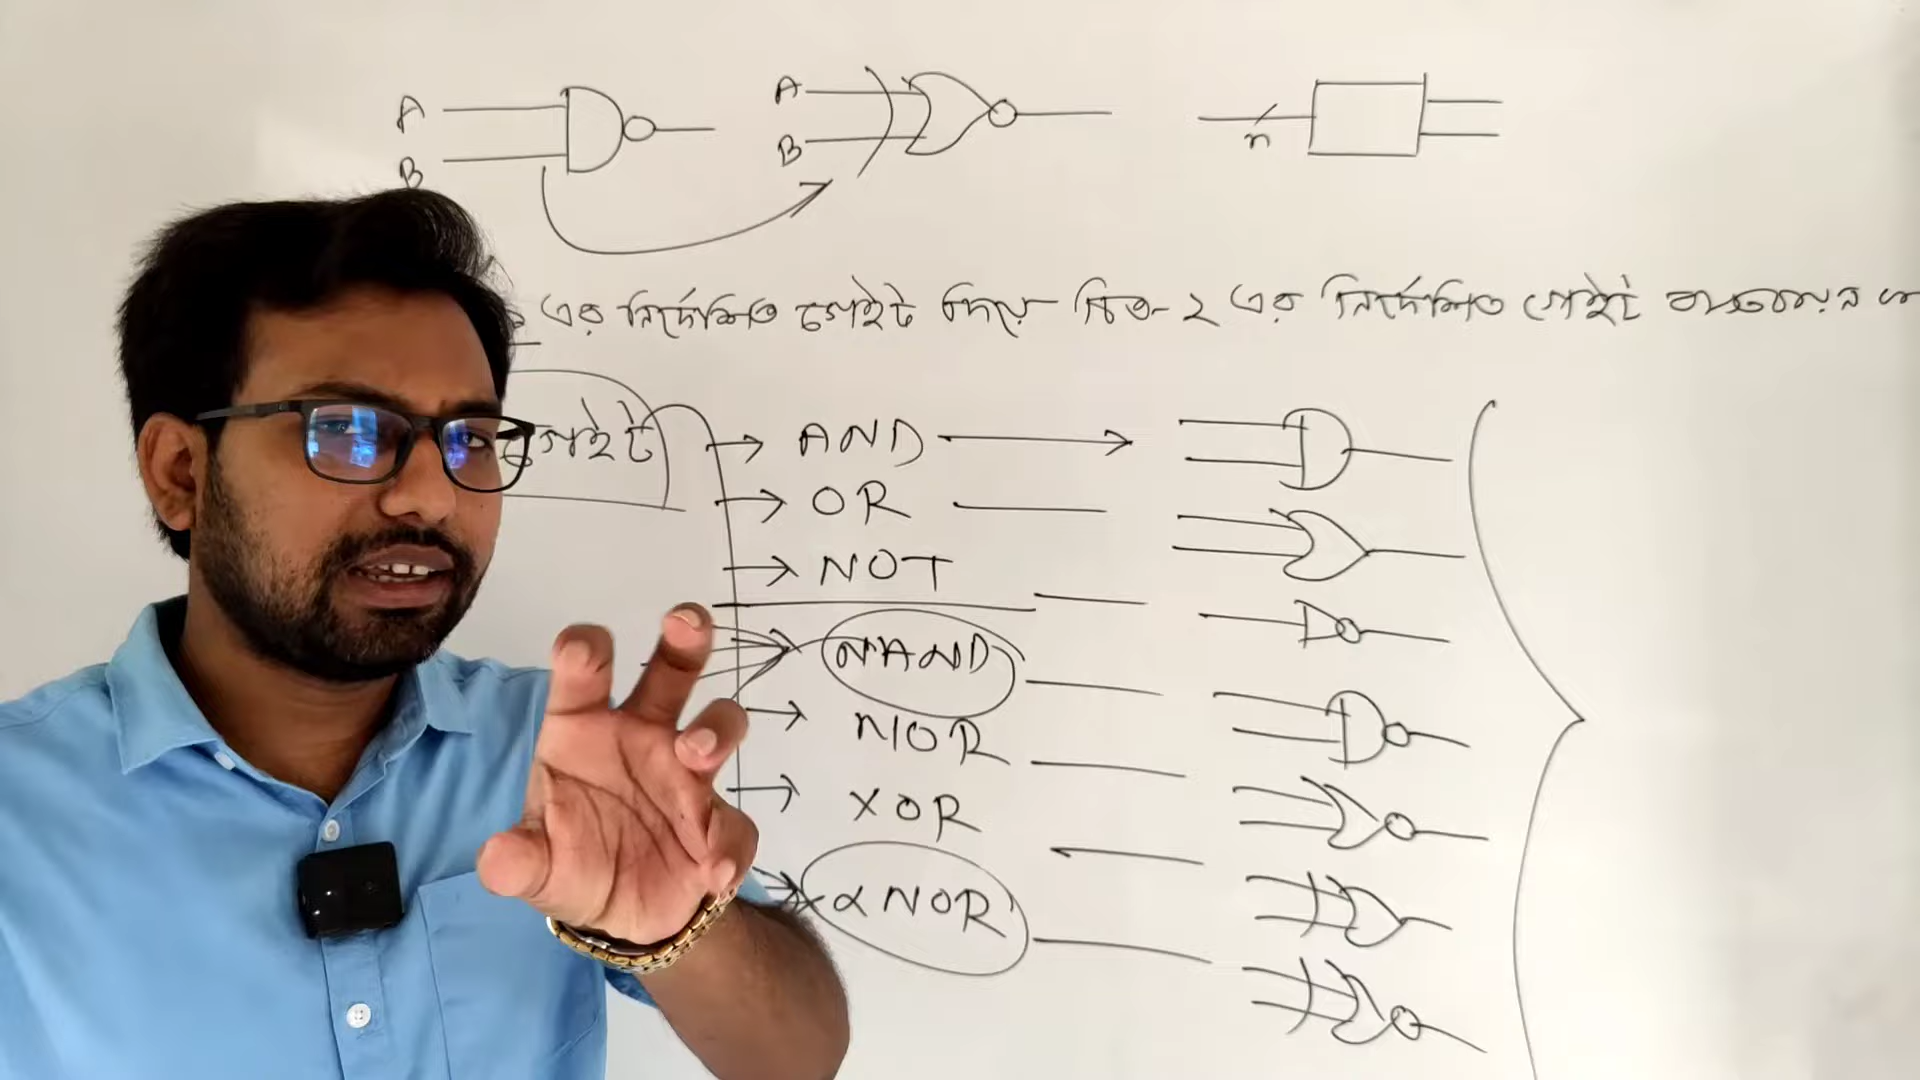 A
B
A
B
n
এর নির্দেশিত গেইট দিয়ে চিত্র-২ এর নির্দেশিত গেইট বাস্তবায়ন
গেইট
AND
OR
NOT
NAND
NOR
XOR
XNOR